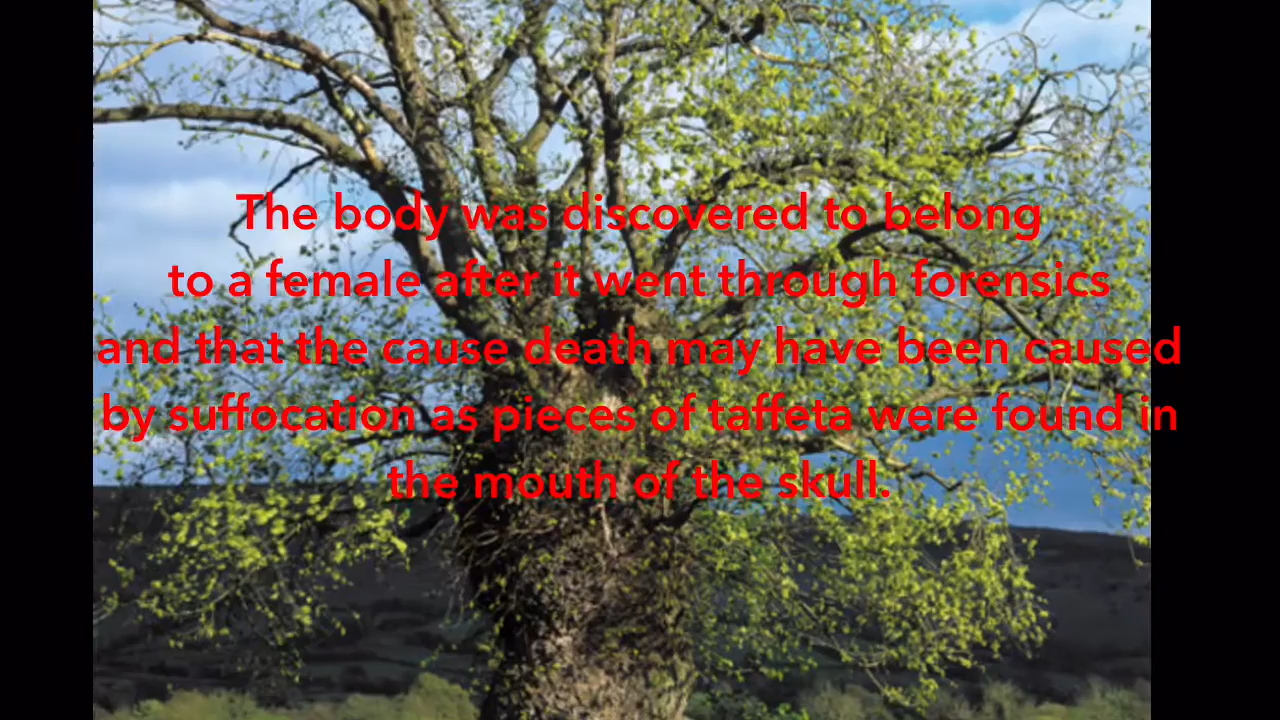 The body was discovered to belong
to a female after it went through forensics
and that the cause death may have been caused
by suffocation as pieces of taffeta were found in
the mouth of the skull.